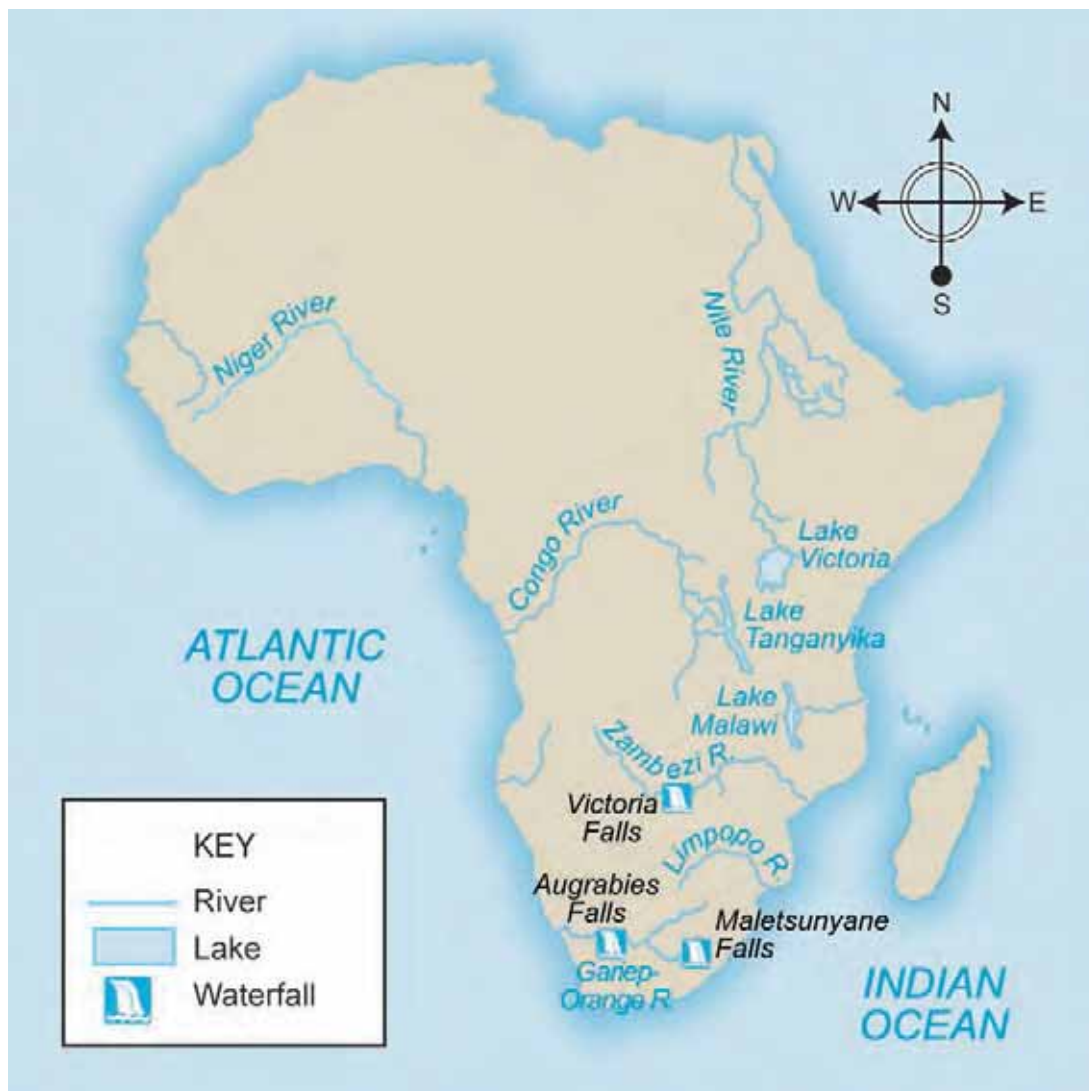 N
W
E
S
Niger River
Nile River
Congo River
Lake
Victoria
Lake
Tanganyika
ATLANTIC
OCEAN
Lake
Malawi
Zambezi R.
Victoria
Falls
Limpopo R.
Augrabies
Falls
Maletsunyane
Falls
Gariep-
Orange R.
INDIAN
OCEAN
KEY
River
Lake
Waterfall